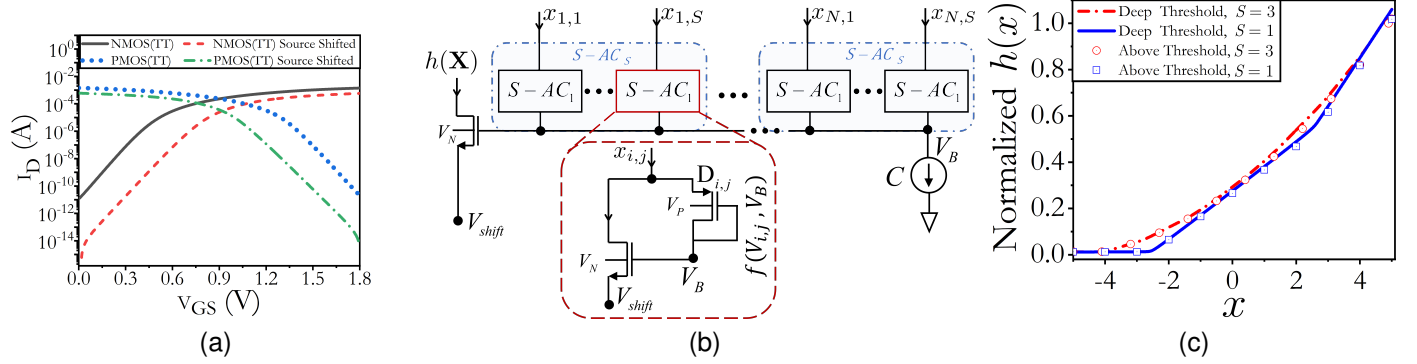 NMOS(TT)
NMOS(TT) Source Shifted
PMOS(TT)
PMOS(TT) Source Shifted
10⁰
10⁻²
10⁻⁴
10⁻⁶
10⁻⁸
10⁻¹⁰
10⁻¹²
10⁻¹⁴
I_D (A)
0.0 0.3 0.6 0.9 1.2 1.5 1.8
V_GS (V)
(a)
x_{1,1} x_{1,S} x_{N,1} x_{N,S}
h(X)
S−AC_S S−AC_S
S−AC_1 S−AC_1 S−AC_1 S−AC_1
V_N
V_B
C
V_shift
x_{i,j}
D_{i,j}
V_P
V_N
V_B
V_shift
f(V_{i,j}, V_B)
(b)
Deep Threshold, S = 3
Deep Threshold, S = 1
Above Threshold, S = 3
Above Threshold, S = 1
1.0
0.8
0.6
0.4
0.2
0.0
Normalized h(x)
-4 -2 0 2 4
x
(c)